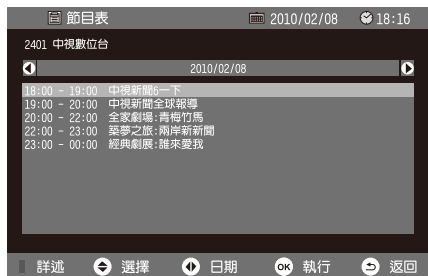 節目表 2010/02/08 18:16
2401 中視數位台
2010/02/08
18:00 - 19:00 中視新聞6一下
19:00 - 20:00 中視新聞全球報導
20:00 - 22:00 全家劇場:青梅竹馬
22:00 - 23:00 築夢之旅:兩岸新新聞
23:00 - 00:00 經典劇展:誰來愛我
詳述 選擇 日期 OK 執行 返回